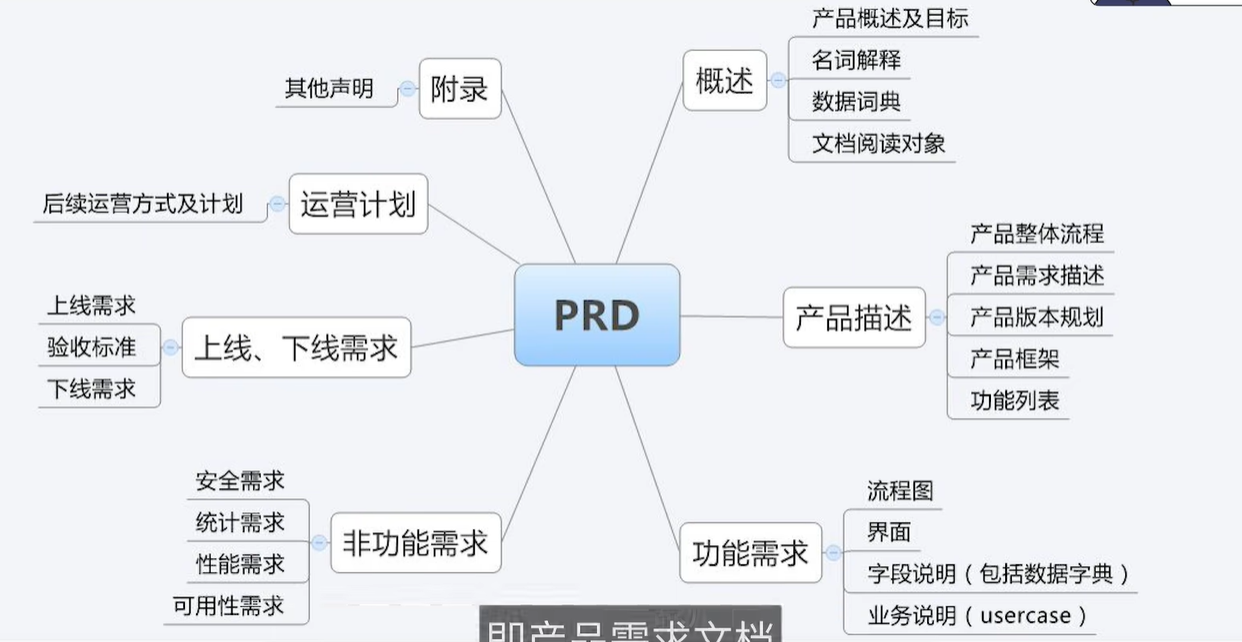 PRD
概述
产品概述及目标
名词解释
数据词典
文档阅读对象
产品描述
产品整体流程
产品需求描述
产品版本规划
产品框架
功能列表
功能需求
流程图
界面
字段说明（包括数据字典）
业务说明（usercase）
附录
其他声明
运营计划
后续运营方式及计划
上线、下线需求
上线需求
验收标准
下线需求
非功能需求
安全需求
统计需求
性能需求
可用性需求
即产品需求文档